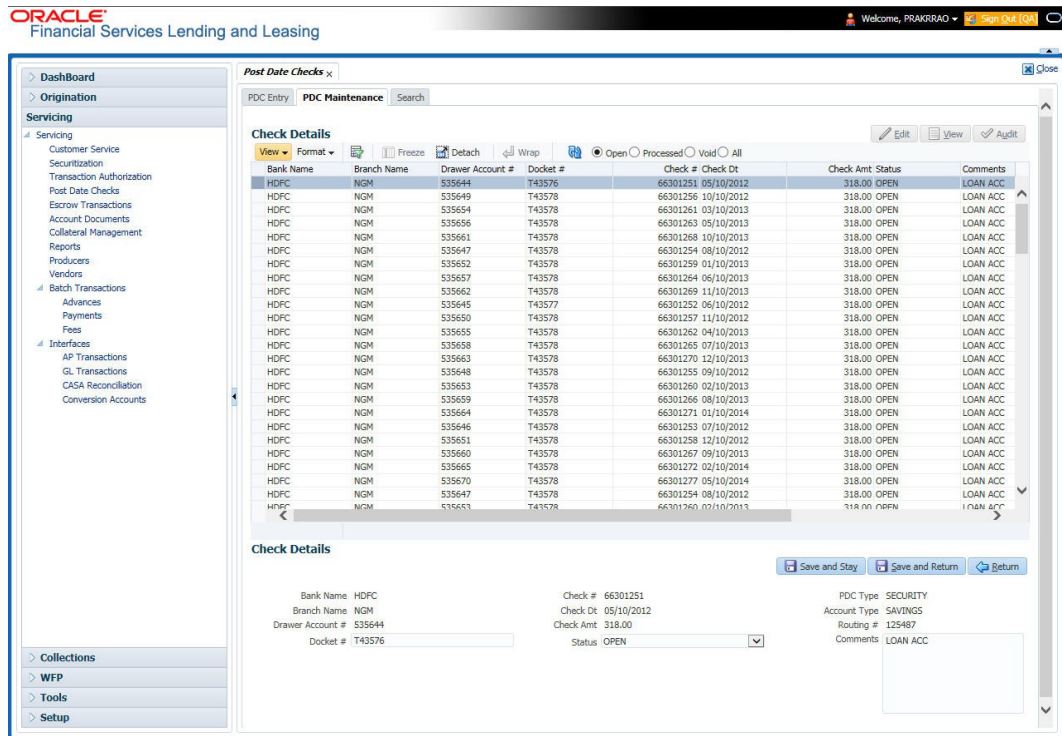 ORACLE
Financial Services Lending and Leasing
Welcome, PRAKRRAO Sign Out [QA]
Close
DashBoard
Origination
Servicing
Servicing
Customer Service
Securitization
Transaction Authorization
Post Date Checks
Escrow Transactions
Account Documents
Collateral Management
Reports
Producers
Vendors
Batch Transactions
Advances
Payments
Fees
Interfaces
AP Transactions
GL Transactions
CASA Reconciliation
Conversion Accounts
Collections
WFP
Tools
Setup
Post Date Checks x
PDC Entry PDC Maintenance Search
Check Details Edit View Audit
View Format Freeze Detach Wrap Open Processed Void All
Bank Name Branch Name Drawer Account # Docket # Check # Check Dt Check Amt Status Comments
HDFC NGM 535644 T43576 66301251 05/10/2012 318.00 OPEN LOAN ACC
HDFC NGM 535649 T43578 66301256 10/10/2012 318.00 OPEN LOAN ACC
HDFC NGM 535654 T43578 66301261 03/10/2013 318.00 OPEN LOAN ACC
HDFC NGM 535656 T43578 66301263 05/10/2013 318.00 OPEN LOAN ACC
HDFC NGM 535661 T43578 66301268 10/10/2013 318.00 OPEN LOAN ACC
HDFC NGM 535647 T43578 66301254 08/10/2012 318.00 OPEN LOAN ACC
HDFC NGM 535652 T43578 66301259 01/10/2013 318.00 OPEN LOAN ACC
HDFC NGM 535657 T43578 66301264 06/10/2013 318.00 OPEN LOAN ACC
HDFC NGM 535662 T43578 66301269 11/10/2013 318.00 OPEN LOAN ACC
HDFC NGM 535645 T43577 66301252 06/10/2012 318.00 OPEN LOAN ACC
HDFC NGM 535650 T43578 66301257 11/10/2012 318.00 OPEN LOAN ACC
HDFC NGM 535655 T43578 66301262 04/10/2013 318.00 OPEN LOAN ACC
HDFC NGM 535658 T43578 66301265 07/10/2013 318.00 OPEN LOAN ACC
HDFC NGM 535663 T43578 66301270 12/10/2013 318.00 OPEN LOAN ACC
HDFC NGM 535648 T43578 66301255 09/10/2012 318.00 OPEN LOAN ACC
HDFC NGM 535653 T43578 66301260 02/10/2013 318.00 OPEN LOAN ACC
HDFC NGM 535659 T43578 66301266 08/10/2013 318.00 OPEN LOAN ACC
HDFC NGM 535664 T43578 66301271 01/10/2014 318.00 OPEN LOAN ACC
HDFC NGM 535646 T43578 66301253 07/10/2012 318.00 OPEN LOAN ACC
HDFC NGM 535651 T43578 66301258 12/10/2012 318.00 OPEN LOAN ACC
HDFC NGM 535660 T43578 66301267 09/10/2013 318.00 OPEN LOAN ACC
HDFC NGM 535665 T43578 66301272 02/10/2014 318.00 OPEN LOAN ACC
HDFC NGM 535670 T43578 66301277 05/10/2014 318.00 OPEN LOAN ACC
HDFC NGM 535647 T43578 66301254 08/10/2012 318.00 OPEN LOAN ACC
HDFC NGM 535653 T43578 66301260 02/10/2013 318.00 OPEN LOAN ACC
Check Details
Save and Stay Save and Return Return
Bank Name HDFC Check # 66301251 PDC Type SECURITY
Branch Name NGM Check Dt 05/10/2012 Account Type SAVINGS
Drawer Account # 535644 Check Amt 318.00 Routing # 125487
Docket # T43576 Status OPEN Comments LOAN ACC